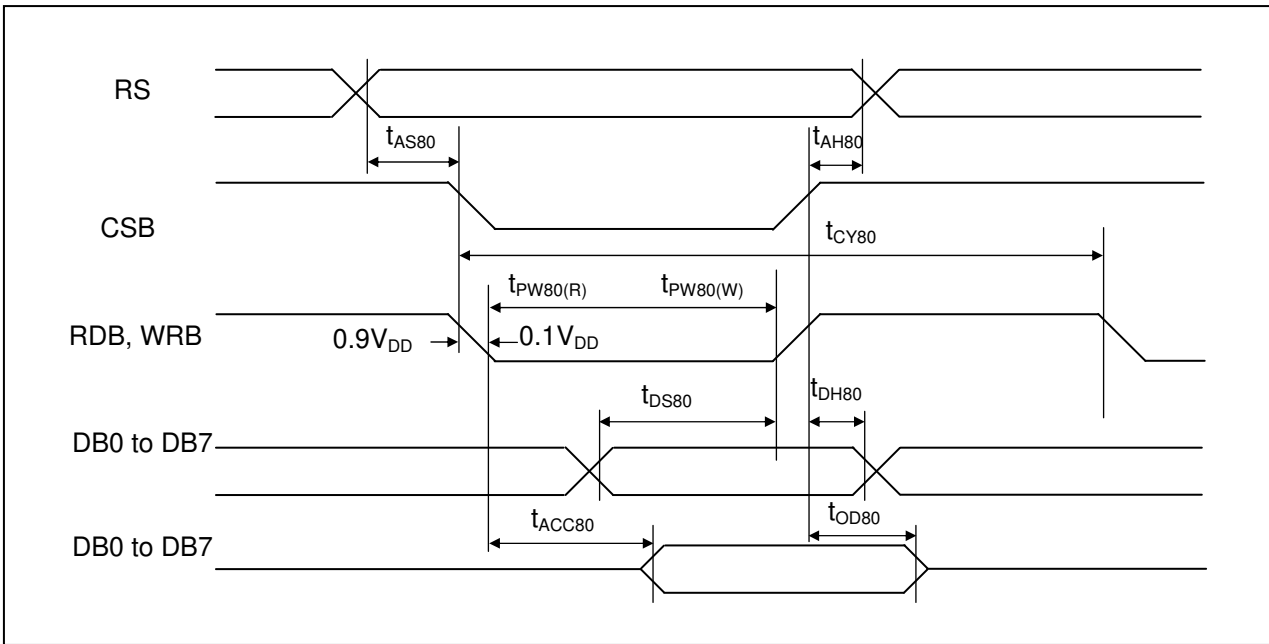 RS
tAS80
tAH80
CSB
tCY80
tPW80(R)
tPW80(W)
RDB, WRB
0.9VDD
0.1VDD
tDS80
tDH80
DB0 to DB7
tACC80
tOD80
DB0 to DB7